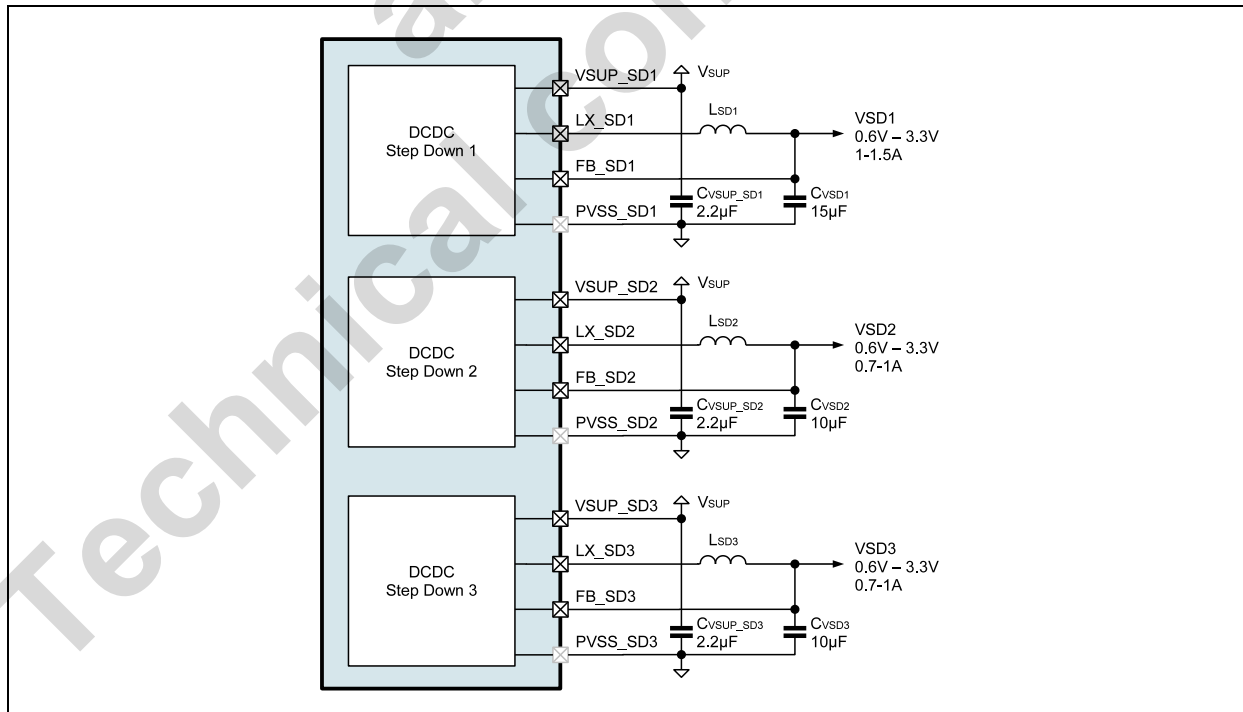 DCDC
Step Down 1
VSUP_SD1
LX_SD1
FB_SD1
PVSS_SD1
VSUP
LSD1
CVSUP_SD1
2.2µF
CVSD1
15µF
VSD1
0.6V – 3.3V
1-1.5A
DCDC
Step Down 2
VSUP_SD2
LX_SD2
FB_SD2
PVSS_SD2
VSUP
LSD2
CVSUP_SD2
2.2µF
CVSD2
10µF
VSD2
0.6V – 3.3V
0.7-1A
DCDC
Step Down 3
VSUP_SD3
LX_SD3
FB_SD3
PVSS_SD3
VSUP
LSD3
CVSUP_SD3
2.2µF
CVSD3
10µF
VSD3
0.6V – 3.3V
0.7-1A
Technical